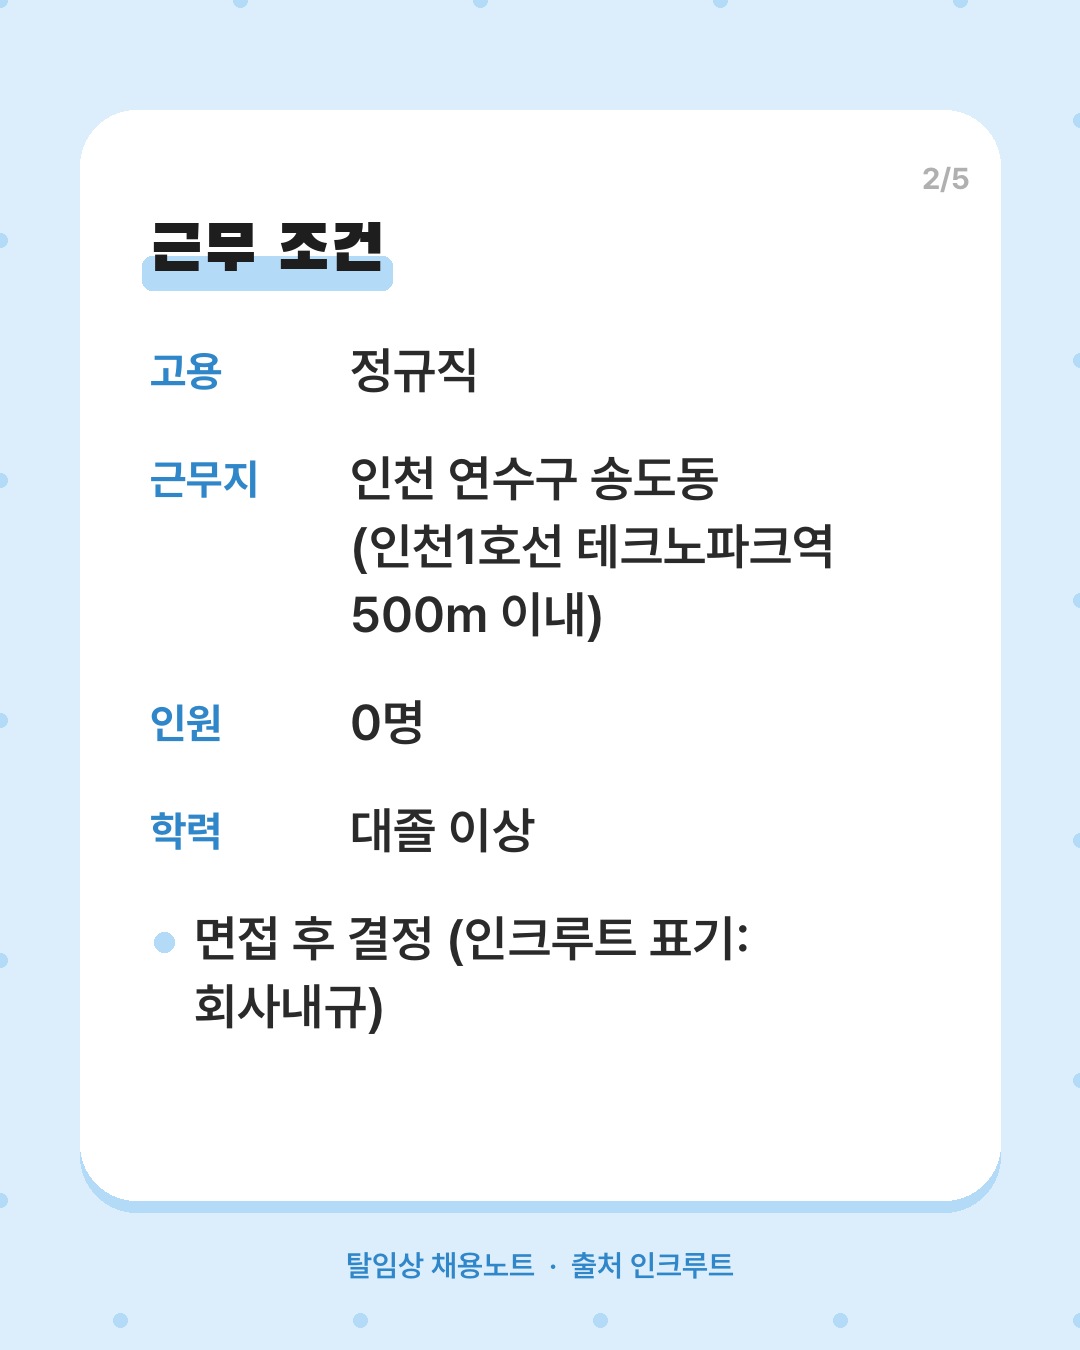 2/5
근무 조건
고용 정규직
근무지 인천 연수구 송도동
(인천1호선 테크노파크역
500m 이내)
인원 0명
학력 대졸 이상
면접 후 결정 (인크루트 표기:
회사내규)
탈임상 채용노트 · 출처 인크루트